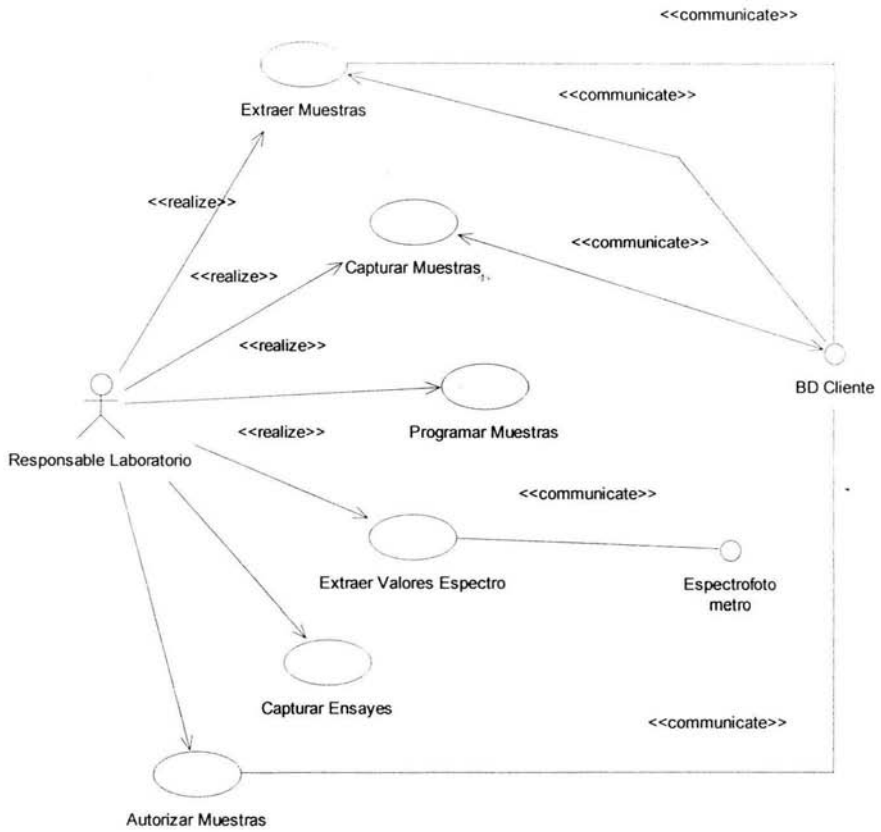 <<communicate>>
Extraer Muestras
<<communicate>>
<<realize>>
Capturar Muestras
<<communicate>>
<<realize>>
<<realize>>
BD Cliente
Programar Muestras
<<realize>>
Responsable Laboratorio
<<communicate>>
Extraer Valores Espectro
Espectrofoto
metro
Capturar Ensayes
<<communicate>>
Autorizar Muestras